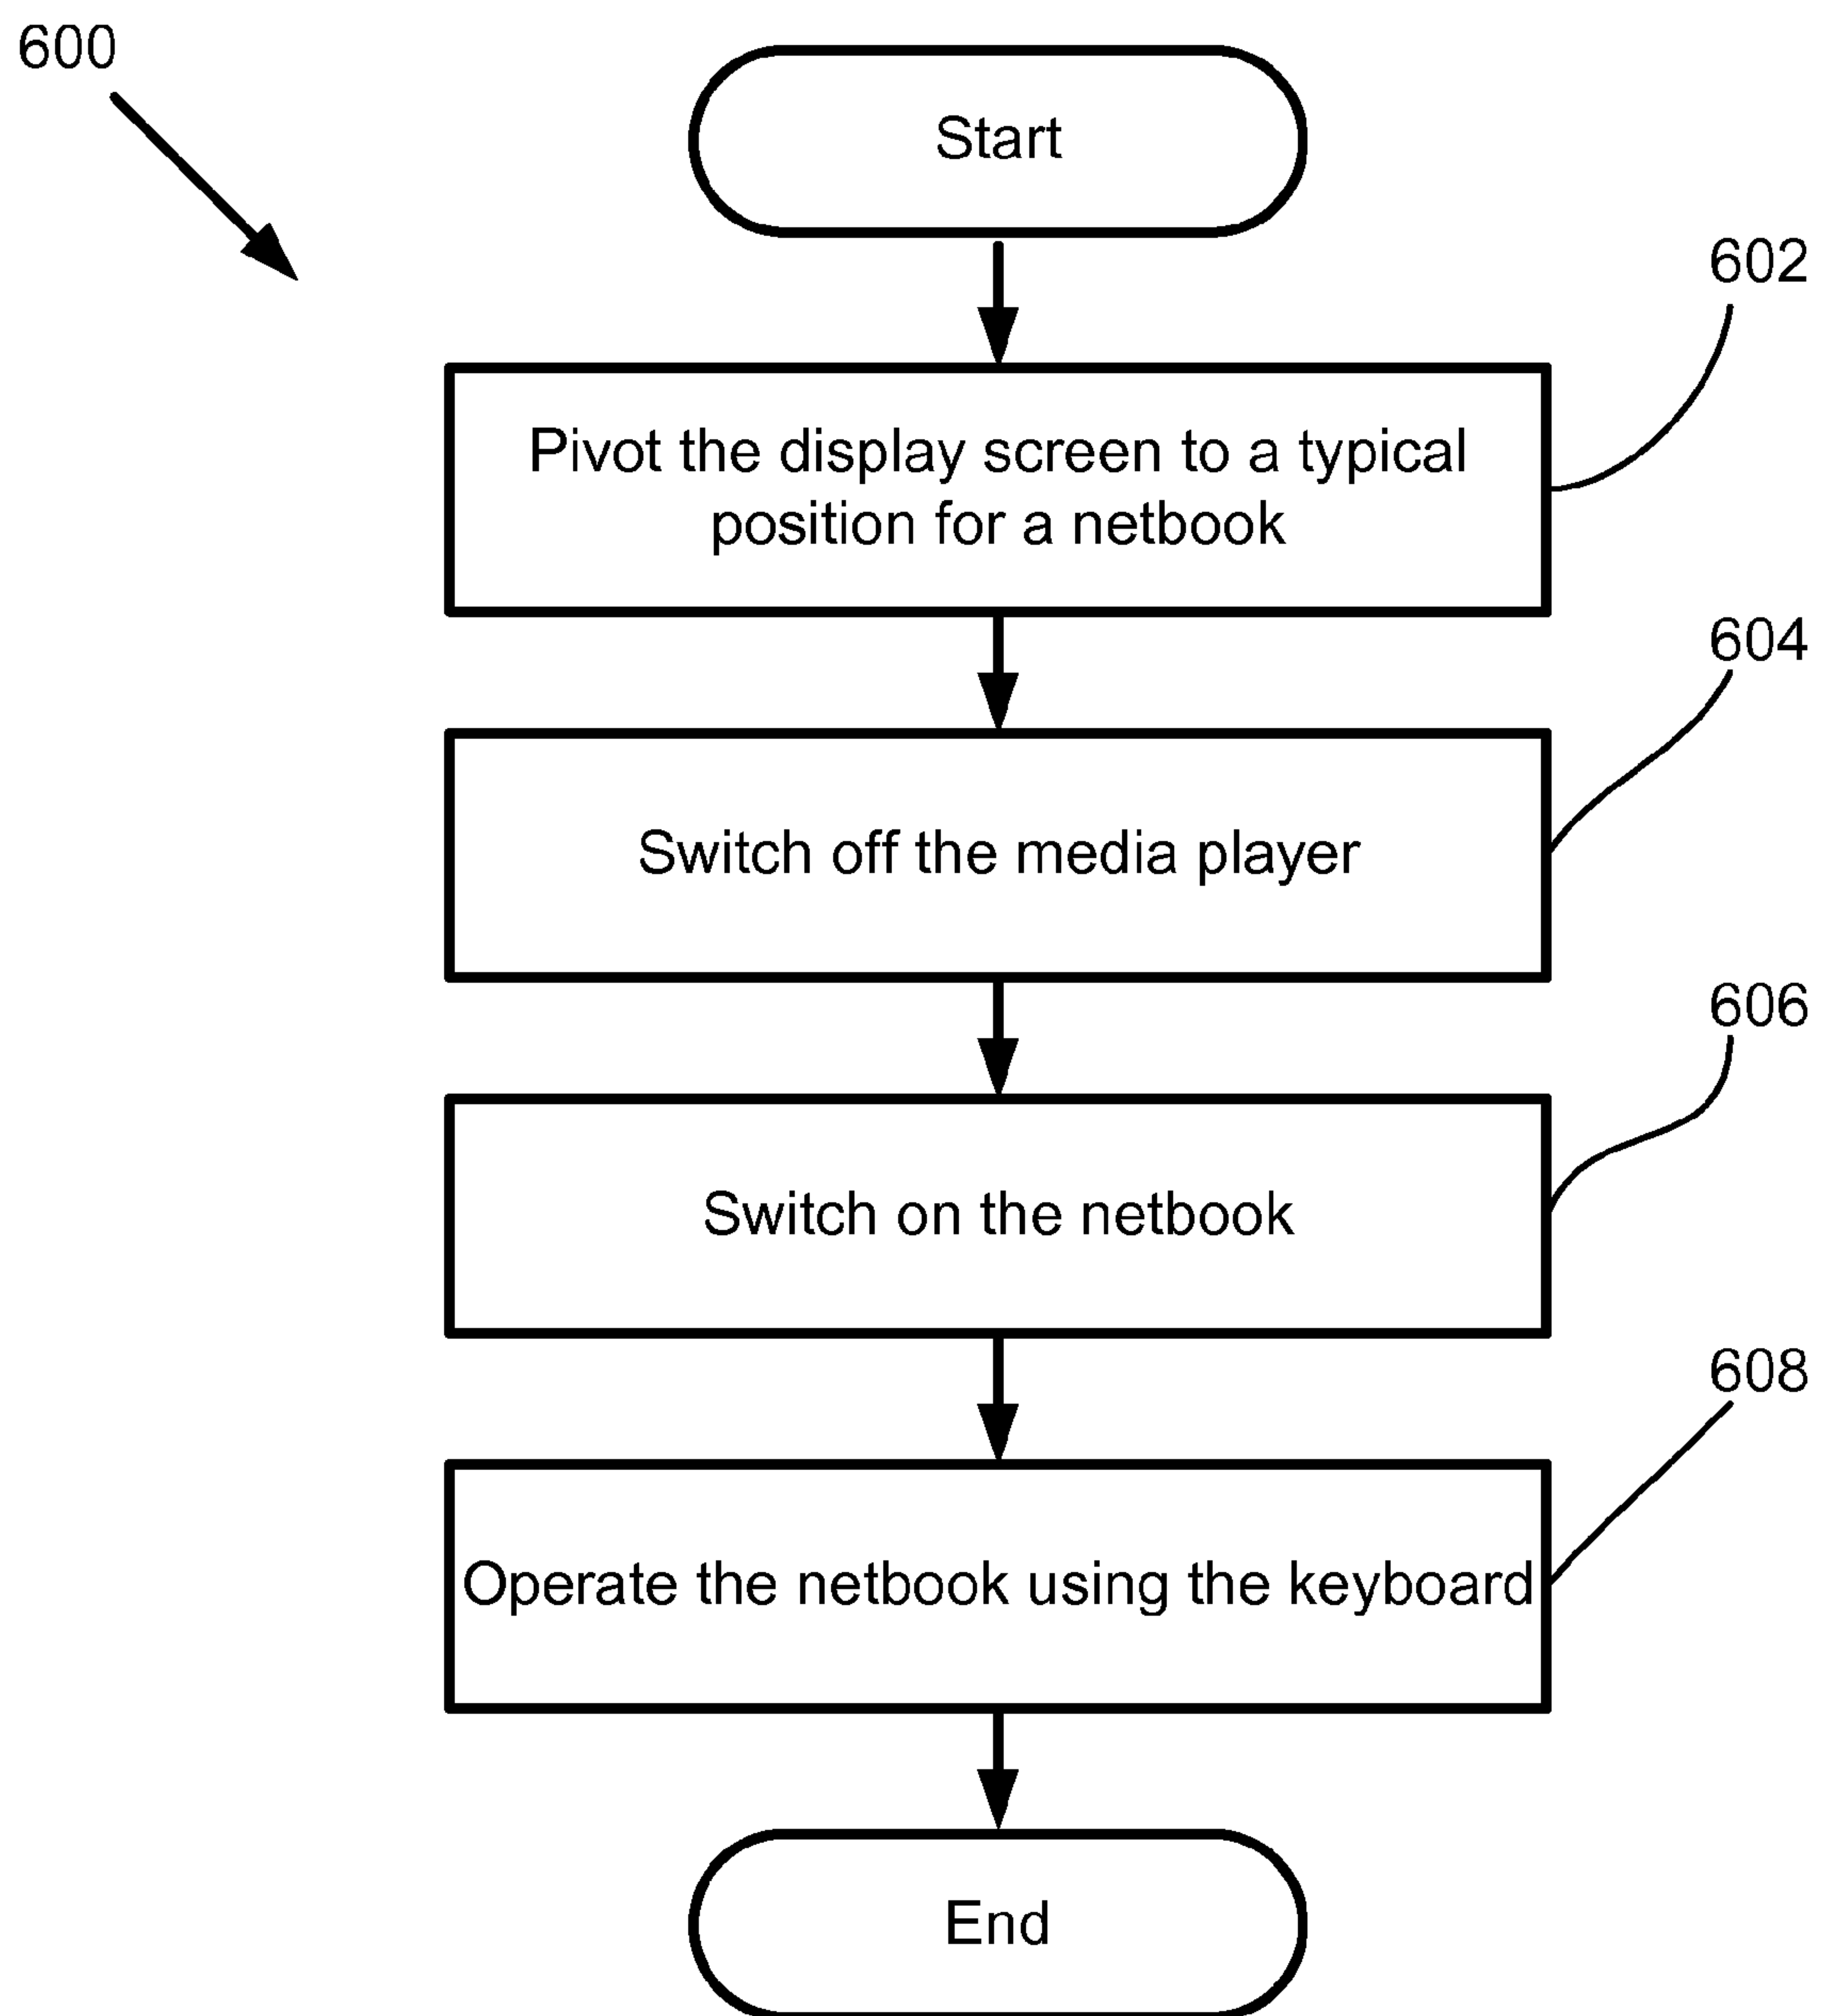 600
Start
602
Pivot the display screen to a typical
position for a netbook
604
Switch off the media player
606
Switch on the netbook
608
Operate the netbook using the keyboard
End